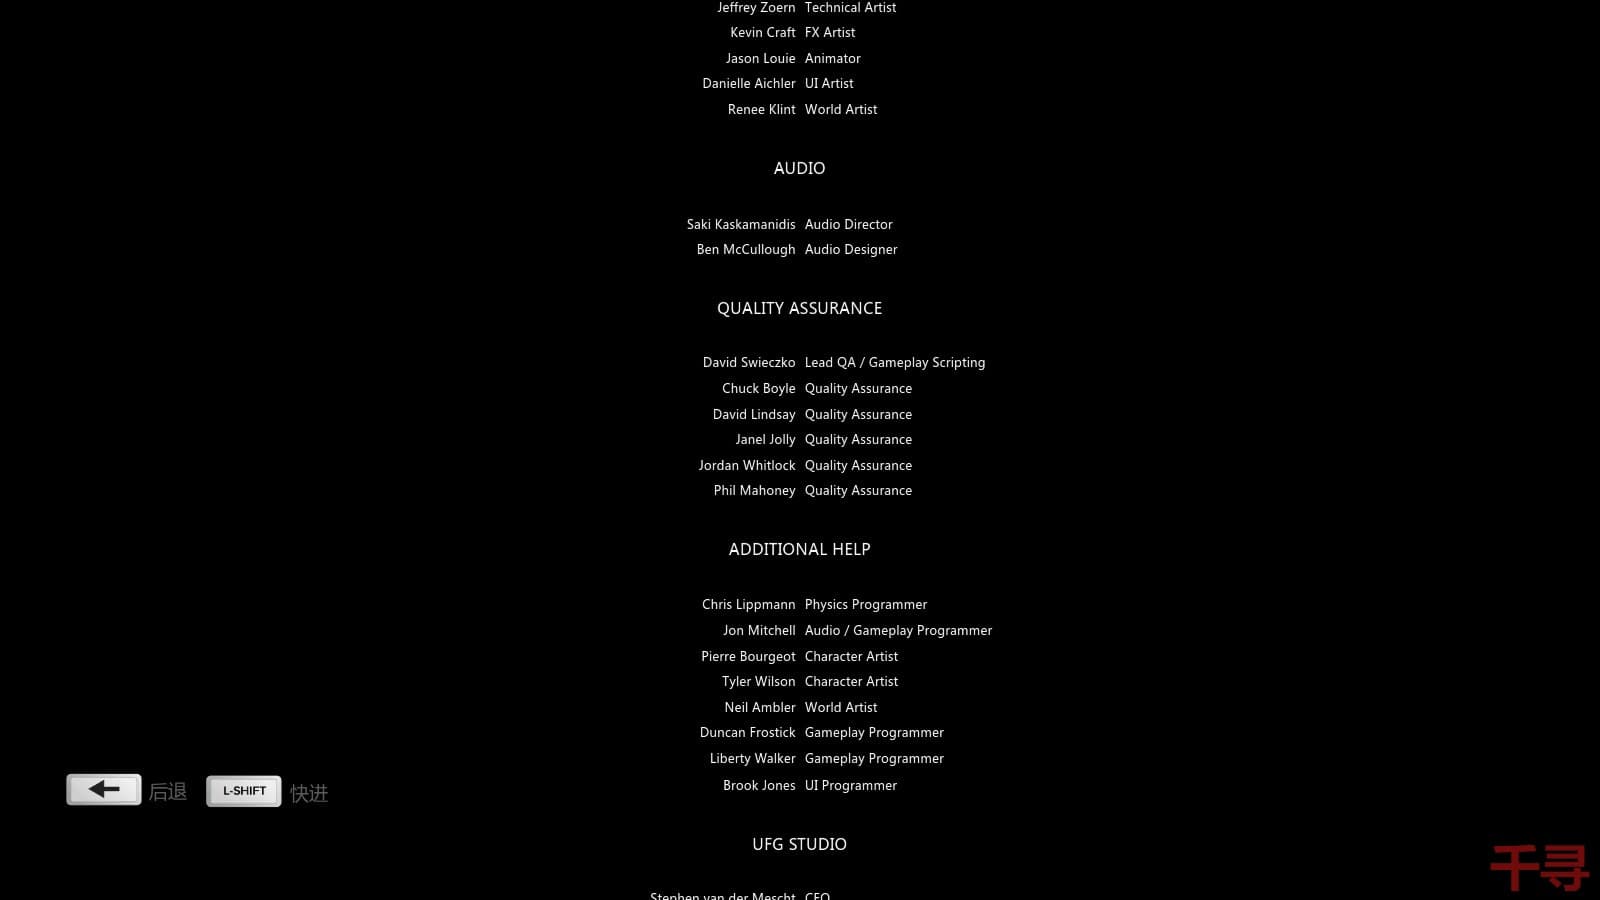 Jeffrey Zoern Technical Artist
Kevin Craft FX Artist
Jason Louie Animator
Danielle Aichler UI Artist
Renee Klint World Artist
AUDIO
Saki Kaskamanidis Audio Director
Ben McCullough Audio Designer
QUALITY ASSURANCE
David Swieczko Lead QA / Gameplay Scripting
Chuck Boyle Quality Assurance
David Lindsay Quality Assurance
Janel Jolly Quality Assurance
Jordan Whitlock Quality Assurance
Phil Mahoney Quality Assurance
ADDITIONAL HELP
Chris Lippmann Physics Programmer
Jon Mitchell Audio / Gameplay Programmer
Pierre Bourgeot Character Artist
Tyler Wilson Character Artist
Neil Ambler World Artist
Duncan Frostick Gameplay Programmer
Liberty Walker Gameplay Programmer
Brook Jones UI Programmer
后退 L-SHIFT 快进
UFG STUDIO
Stephen van der Mescht CEO
千寻